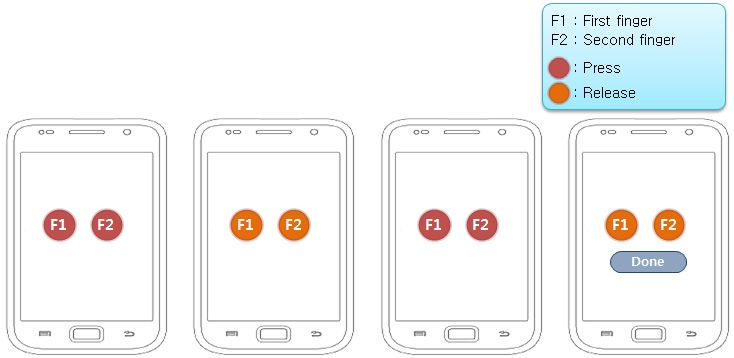 F1 : First finger
F2 : Second finger
: Press
: Release
F1 F2 F1 F2 F1 F2 F1 F2
Done